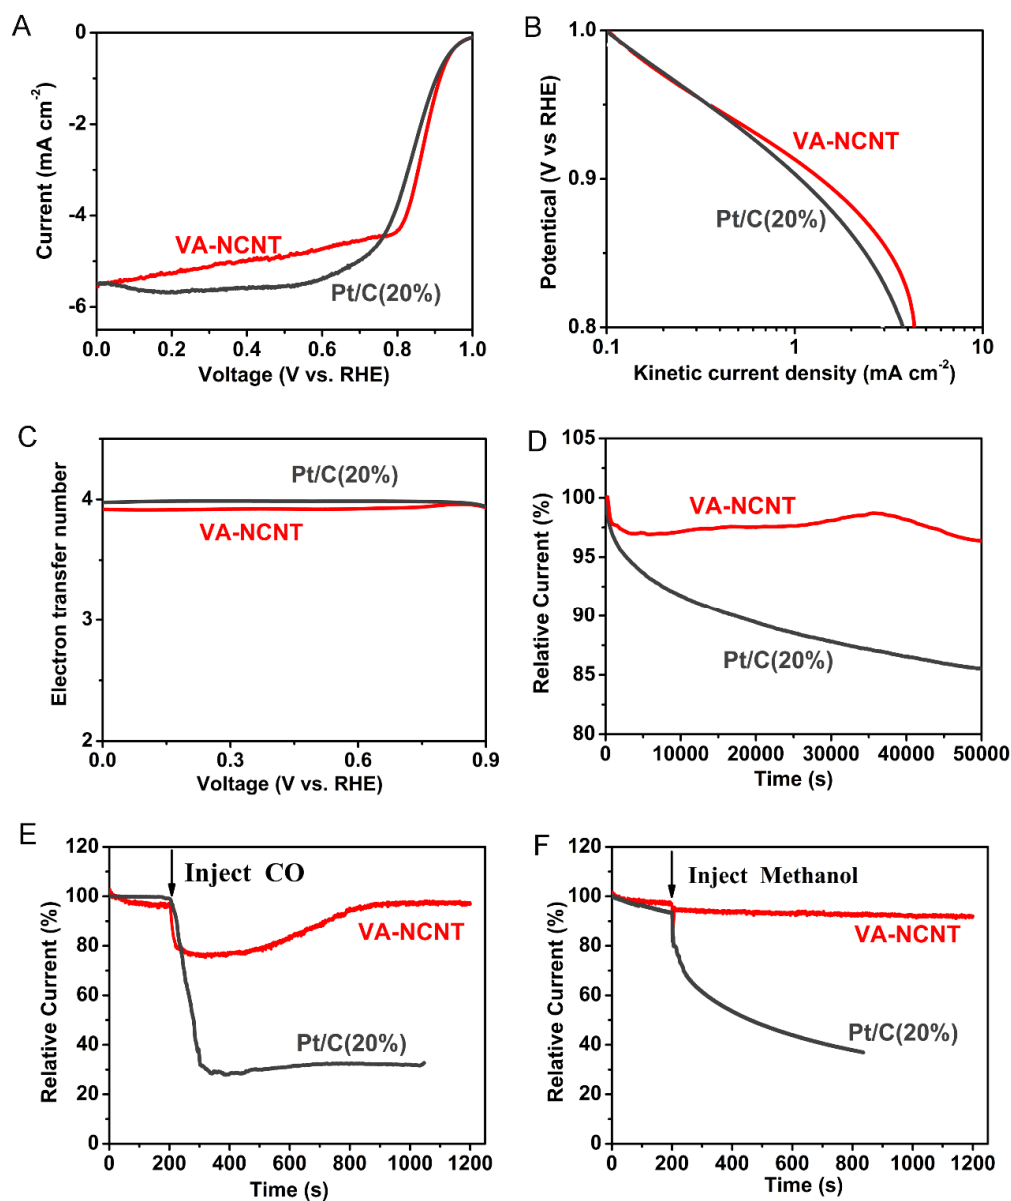 A
0
-2
-4
-6
Current (mA cm-2)
VA-NCNT
Pt/C(20%)
0.0 0.2 0.4 0.6 0.8 1.0
Voltage (V vs. RHE)
B
1.0
0.9
0.8
Potentical (V vs RHE)
VA-NCNT
Pt/C(20%)
0.1 1 10
Kinetic current density (mA cm-2)
C
4
4
2
Electron transfer number
Pt/C(20%)
VA-NCNT
0.0 0.3 0.6 0.9
Voltage (V vs. RHE)
D
105
100
95
90
85
80
Relative Current (%)
VA-NCNT
Pt/C(20%)
0 10000 20000 30000 40000 50000
Time (s)
E
120
100
80
60
40
20
0
Relative Current (%)
Inject CO
VA-NCNT
Pt/C(20%)
0 200 400 600 800 1000 1200
Time (s)
F
120
100
80
60
40
20
0
Relative Current (%)
Inject Methanol
VA-NCNT
Pt/C(20%)
0 200 400 600 800 1000 1200
Time (s)